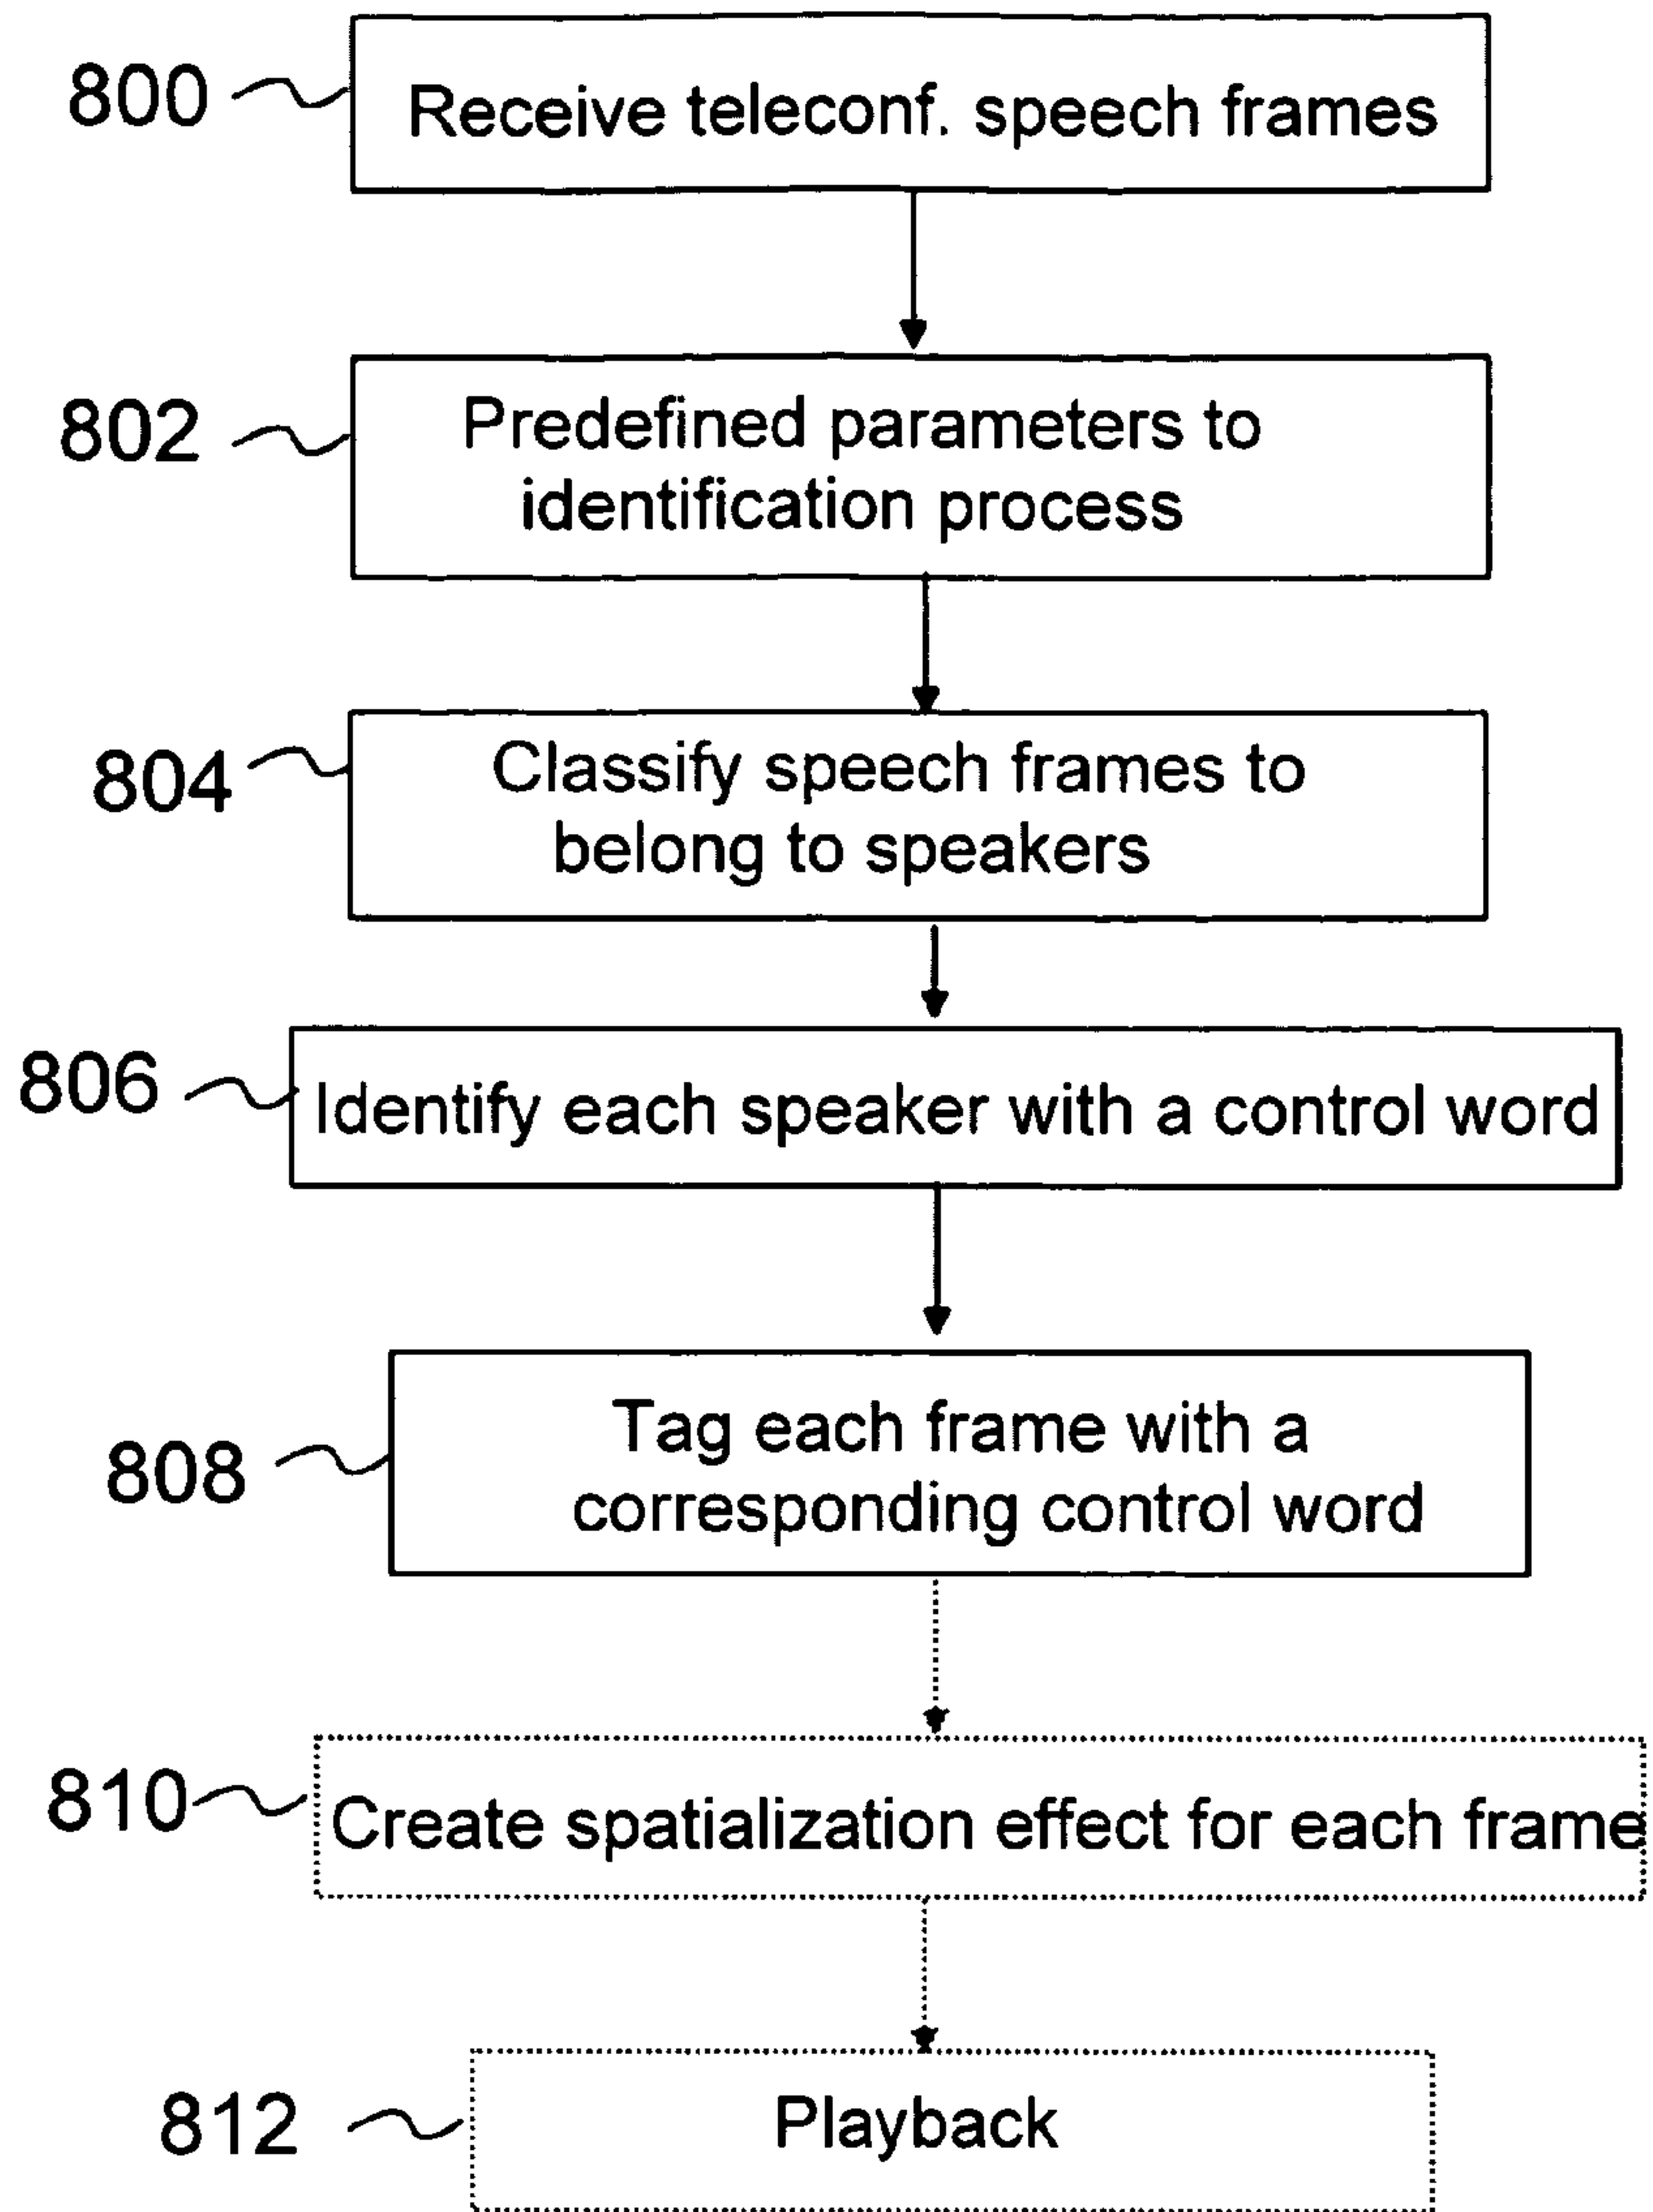 800
Receive teleconf. speech frames
802
Predefined parameters to
identification process
804
Classify speech frames to
belong to speakers
806
Identify each speaker with a control word
808
Tag each frame with a
corresponding control word
810
Create spatialization effect for each frame
812
Playback